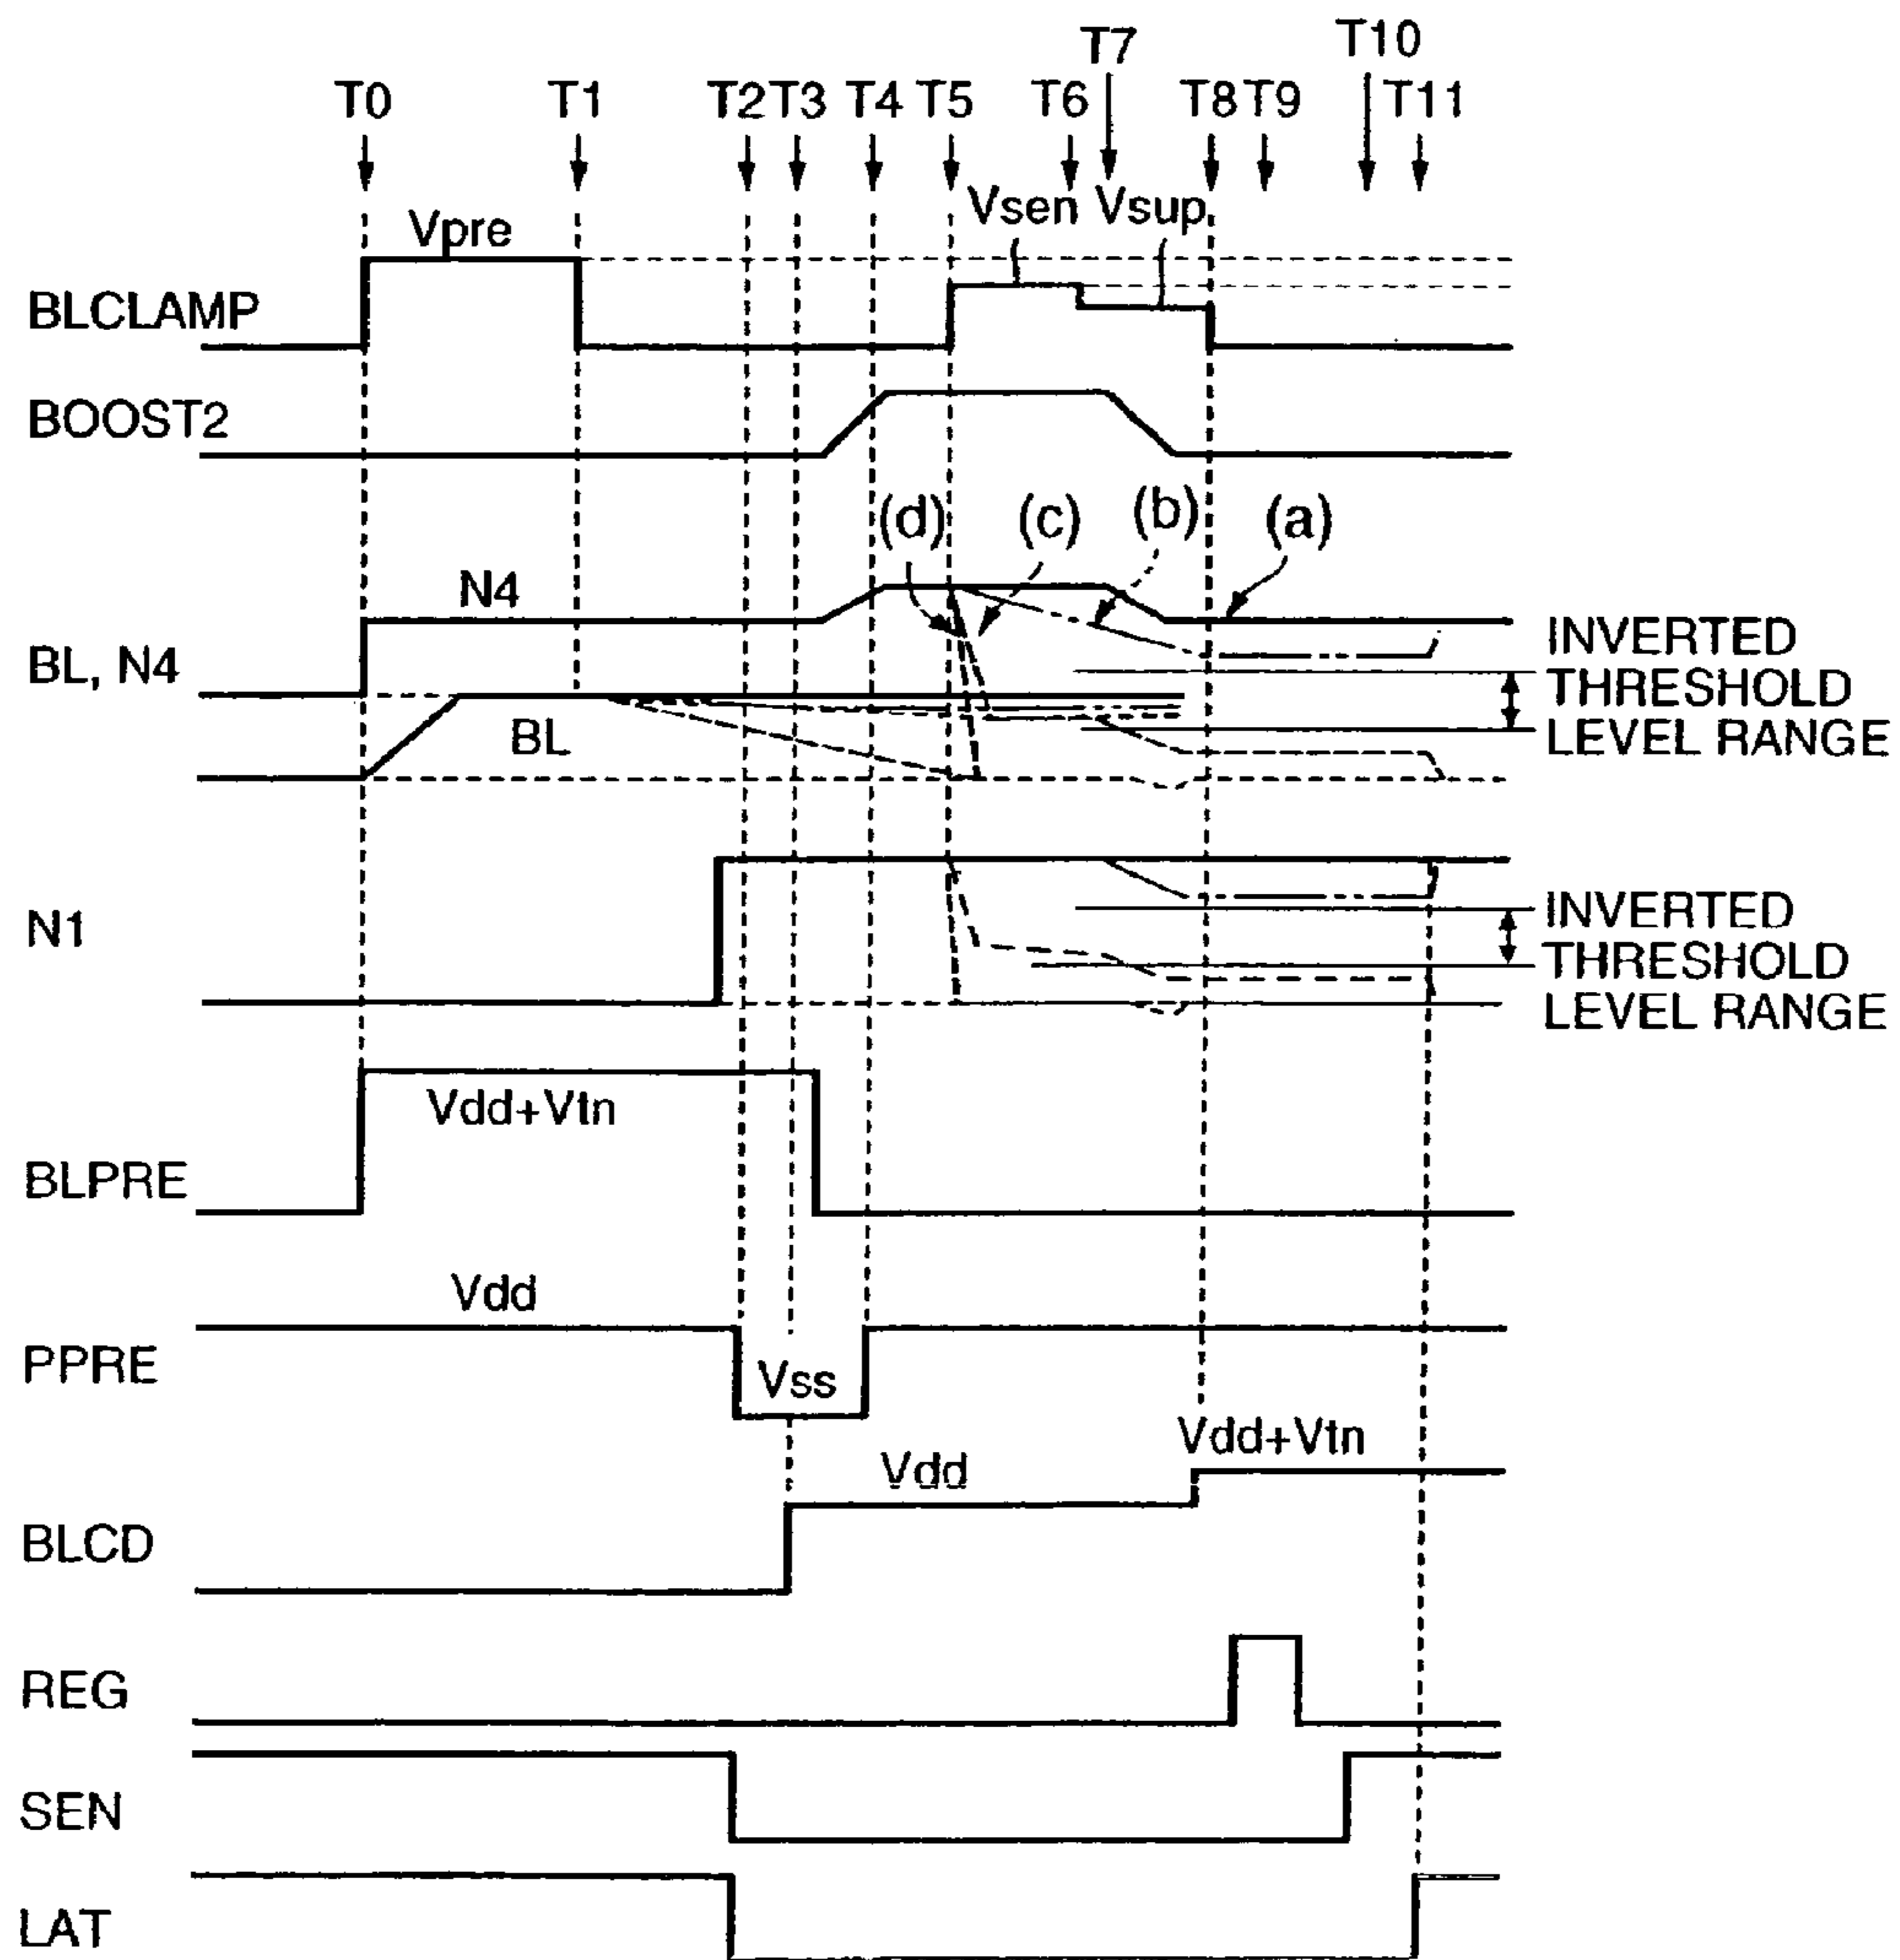 T7 T10
T0 T1 T2 T3 T4 T5 T6 T8 T9 T11
Vpre Vsen Vsup
BLCLAMP
BOOST2
(d) (c) (b) (a)
N4
BL, N4
BL
INVERTED
THRESHOLD
LEVEL RANGE
N1
INVERTED
THRESHOLD
LEVEL RANGE
Vdd+Vtn
BLPRE
Vdd
PPRE
Vss
Vdd Vdd+Vtn
BLCD
REG
SEN
LAT